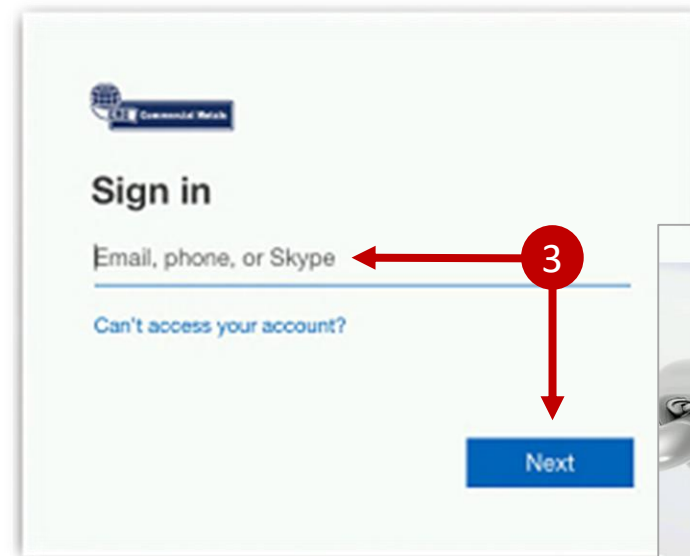 Commercial Metals
Sign in
Email, phone, or Skype
3
Can't access your account?
Next